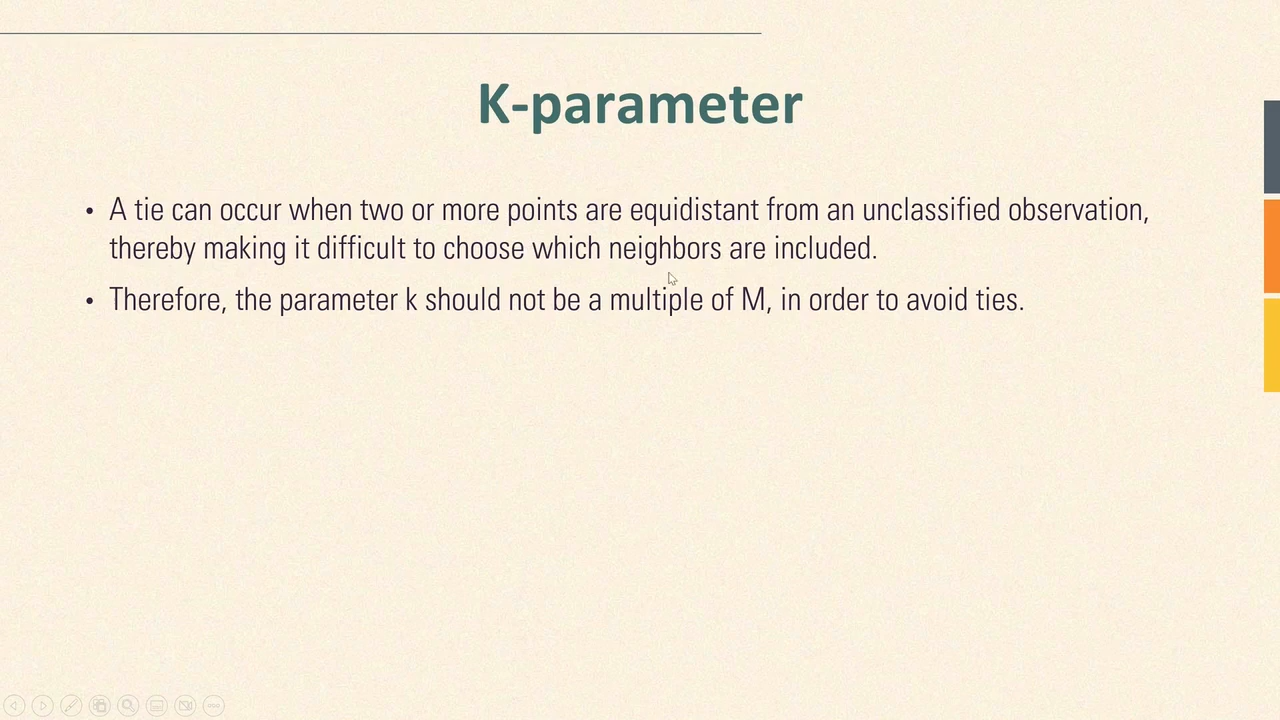 K-parameter
• A tie can occur when two or more points are equidistant from an unclassified observation,
thereby making it difficult to choose which neighbors are included.
• Therefore, the parameter k should not be a multiple of M, in order to avoid ties.